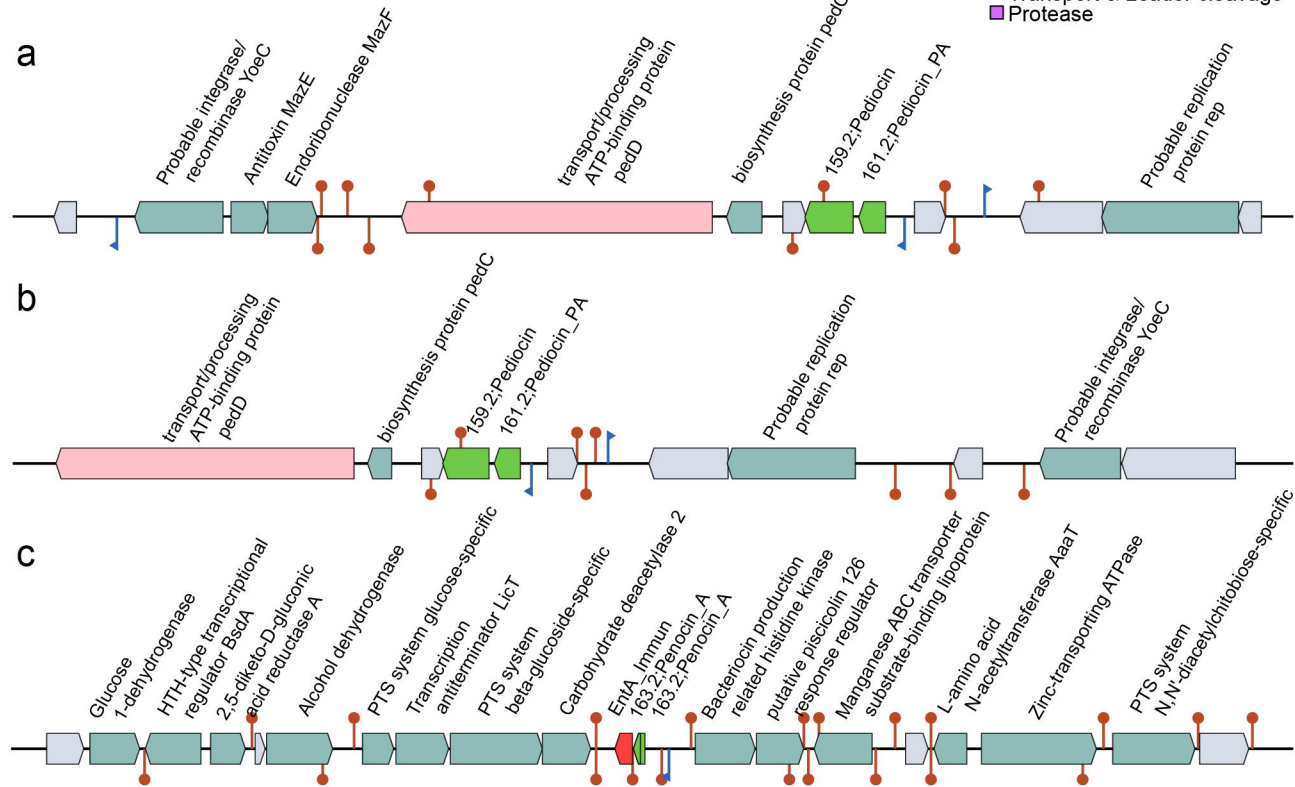 Protease
a
Probable integrase/
recombinase YoeC
Antitoxin MazE
Endoribonuclease MazF
transport/processing
ATP-binding protein
pedD
biosynthesis protein pedC
159.2;Pediocin
161.2;Pediocin_PA
Probable replication
protein rep
b
transport/processing
ATP-binding protein
pedD
biosynthesis protein pedC
159.2;Pediocin
161.2;Pediocin_PA
Probable replication
protein rep
Probable integrase/
recombinase YoeC
c
Glucose
1-dehydrogenase
HTH-type transcriptional
regulator BsdA
2,5-diketo-D-gluconic
acid reductase A
Alcohol dehydrogenase
PTS system glucose-specific
Transcription
antiterminator LicT
PTS system
beta-glucoside-specific
Carbohydrate deacetylase 2
EntA_Immun
163.2;Penocin_A
163.2;Penocin_A
Bacteriocin production
related histidine kinase
putative piscicolin 126
response regulator
Manganese ABC transporter
substrate-binding lipoprotein
L-amino acid
N-acetyltransferase AaaT
Zinc-transporting ATPase
PTS system
N,N'-diacetylchitobiose-specific